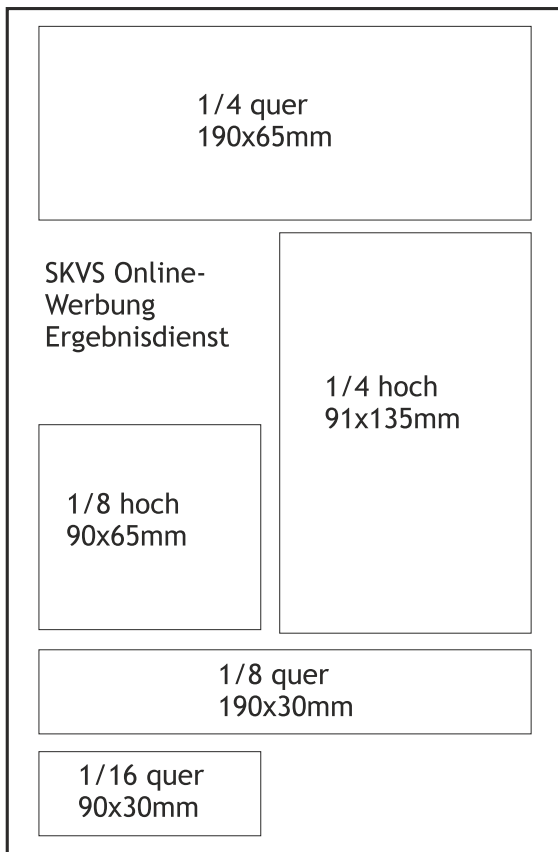 1/4 quer
190x65mm
SKVS Online-
Werbung
Ergebnisdienst
1/4 hoch
91x135mm
1/8 hoch
90x65mm
1/8 quer
190x30mm
1/16 quer
90x30mm